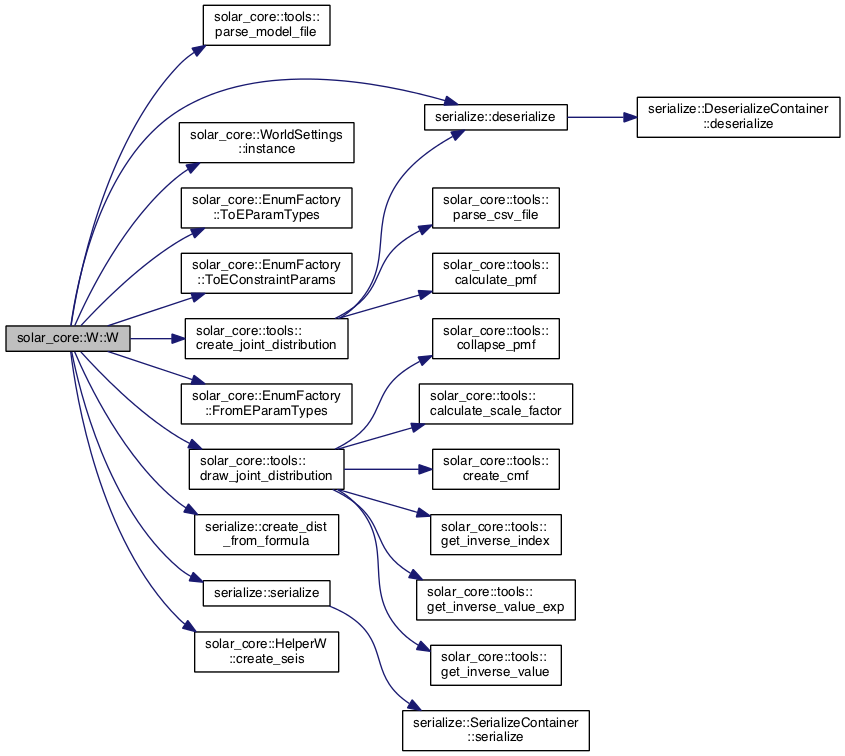 solar_core::tools::
parse_model_file
serialize::deserialize
serialize::DeserializeContainer
::deserialize
solar_core::WorldSettings
::instance
solar_core::EnumFactory
::ToEParamTypes
solar_core::tools::
parse_csv_file
solar_core::EnumFactory
::ToEConstraintParams
solar_core::tools::
calculate_pmf
solar_core::W::W
solar_core::tools::
create_joint_distribution
solar_core::tools::
collapse_pmf
solar_core::EnumFactory
::FromEParamTypes
solar_core::tools::
calculate_scale_factor
solar_core::tools::
draw_joint_distribution
solar_core::tools::
create_cmf
serialize::create_dist
_from_formula
solar_core::tools::
get_inverse_index
serialize::serialize
solar_core::tools::
get_inverse_value_exp
solar_core::HelperW
::create_seis
solar_core::tools::
get_inverse_value
serialize::SerializeContainer
::serialize